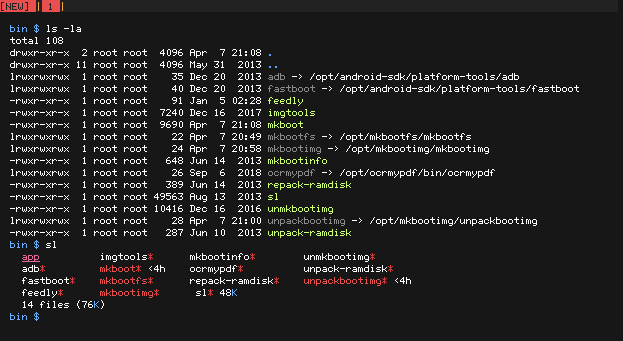 [NEW] | 1 |
bin $ ls -la
total 108
drwxr-xr-x 2 root root 4096 Apr 7 21:08 .
drwxr-xr-x 11 root root 4096 May 31 2013 ..
lrwxrwxrwx 1 root root 35 Dec 20 2013 adb -> /opt/android-sdk/platform-tools/adb
lrwxrwxrwx 1 root root 40 Dec 20 2013 fastboot -> /opt/android-sdk/platform-tools/fastboot
-rwxr-xr-x 1 root root 91 Jan 5 02:28 feedly
-rwxr-xr-x 1 root root 7240 Dec 16 2017 imgtools
-rwxr-xr-x 1 root root 9690 Apr 7 21:08 mkboot
lrwxrwxrwx 1 root root 22 Apr 7 20:49 mkbootfs -> /opt/mkbootfs/mkbootfs
lrwxrwxrwx 1 root root 24 Apr 7 20:58 mkbootimg -> /opt/mkbootimg/mkbootimg
-rwxr-xr-x 1 root root 648 Jun 14 2013 mkbootinfo
lrwxrwxrwx 1 root root 26 Sep 6 2018 ocrmypdf -> /opt/ocrmypdf/bin/ocrmypdf
-rwxr-xr-x 1 root root 389 Jun 14 2013 repack-ramdisk
-rwxr-xr-x 1 root root 49563 Aug 13 2013 sl
-rwxr-xr-x 1 root root 10416 Dec 16 2016 unmkbootimg
lrwxrwxrwx 1 root root 28 Apr 7 21:00 unpackbootimg -> /opt/mkbootimg/unpackbootimg
-rwxr-xr-x 1 root root 287 Jun 10 2013 unpack-ramdisk
bin $ sl
app imgtools* mkbootinfo* unmkbootimg*
adb* mkboot* <4h ocrmypdf* unpack-ramdisk*
fastboot* mkbootfs* repack-ramdisk* unpackbootimg* <4h
feedly* mkbootimg* sl* 48K
14 files (76K)
bin $